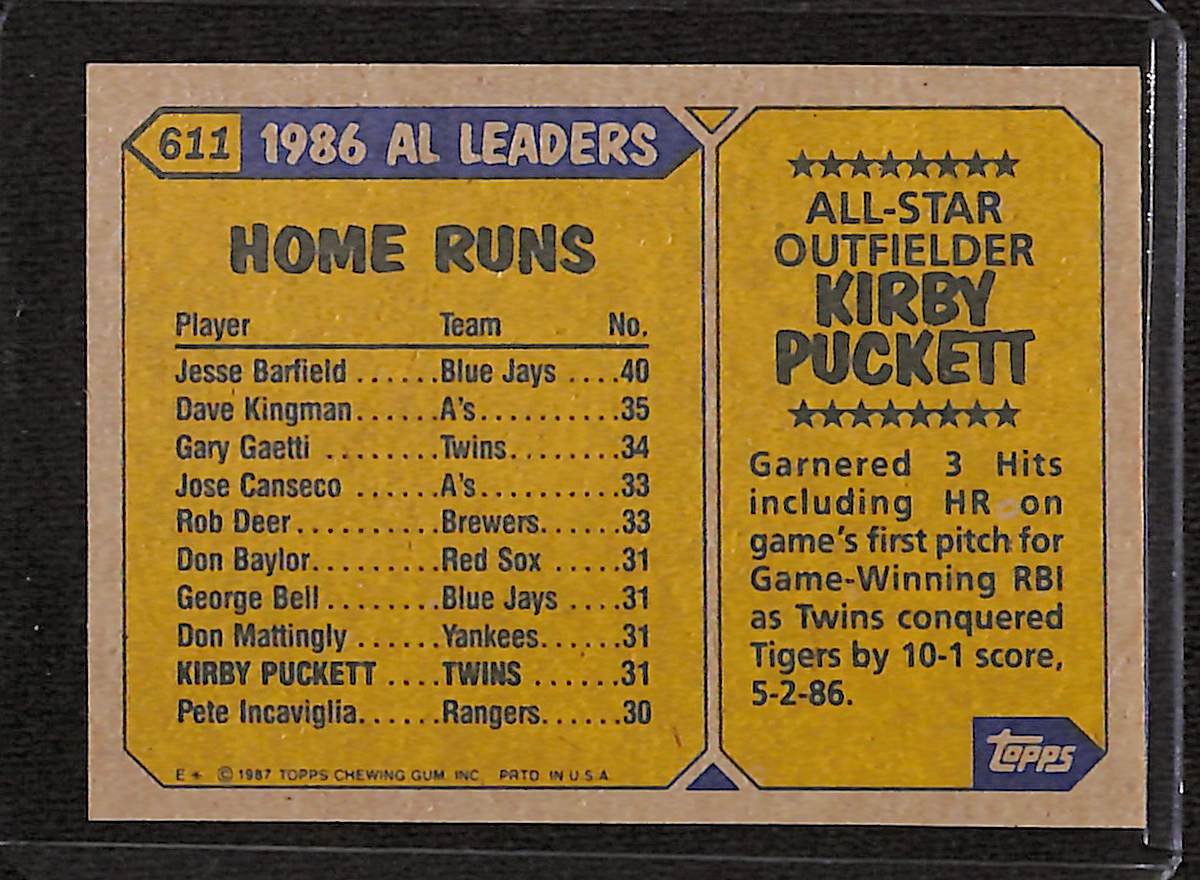 611 1986 AL LEADERS
HOME RUNS
Player Team No.
Jesse Barfield ......Blue Jays ....40
Dave Kingman......A's..........35
Gary Gaetti ........Twins........34
Jose Canseco ......A's..........33
Rob Deer..........Brewers......33
Don Baylor.........Red Sox .....31
George Bell........Blue Jays ....31
Don Mattingly ......Yankees......31
KIRBY PUCKETT ....TWINS ......31
Pete Incaviglia......Rangers......30
E* © 1987 TOPPS CHEWING GUM, INC. PRTD. IN U.S.A.
★★★★★★★★
ALL-STAR
OUTFIELDER
KIRBY
PUCKETT
★★★★★★★★
Garnered 3 Hits
including HR on
game's first pitch for
Game-Winning RBI
as Twins conquered
Tigers by 10-1 score,
5-2-86.
TOPPS